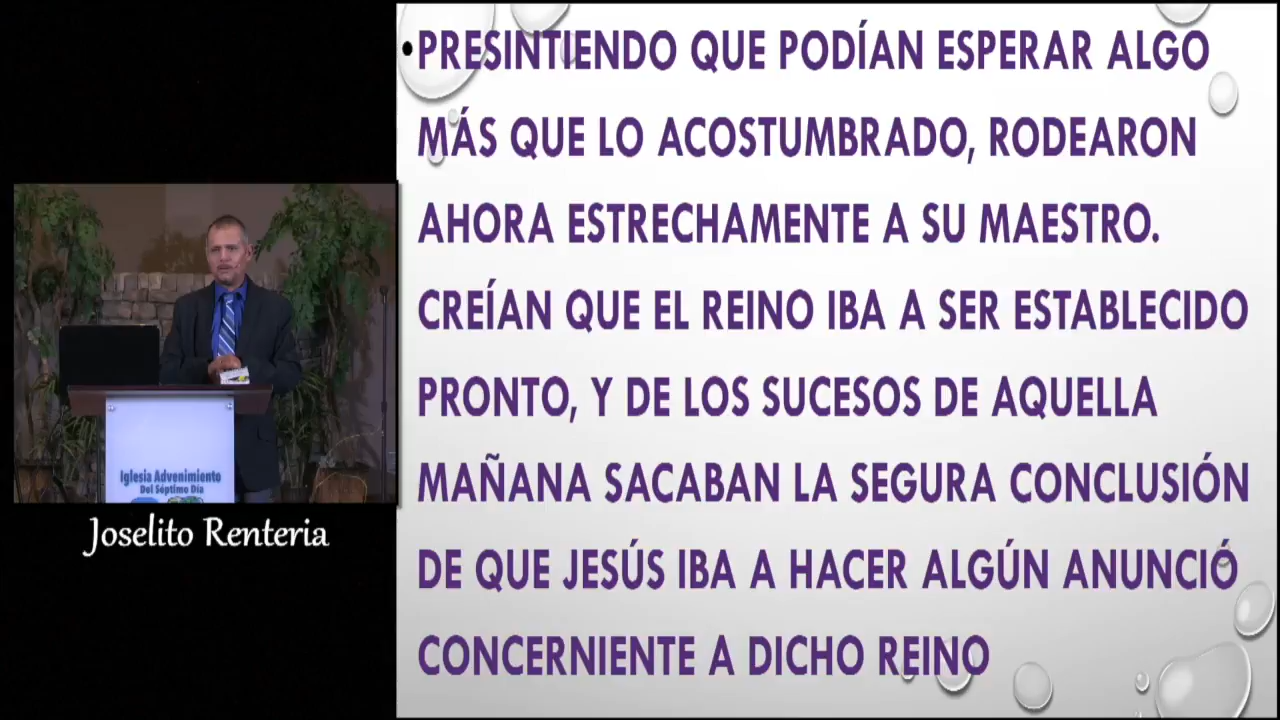 •PRESINTIENDO QUE PODÍAN ESPERAR ALGO
MÁS QUE LO ACOSTUMBRADO, RODEARON
AHORA ESTRECHAMENTE A SU MAESTRO.
CREÍAN QUE EL REINO IBA A SER ESTABLECIDO
PRONTO, Y DE LOS SUCESOS DE AQUELLA
MAÑANA SACABAN LA SEGURA CONCLUSIÓN
DE QUE JESÚS IBA A HACER ALGÚN ANUNCIÓ
CONCERNIENTE A DICHO REINO
Iglesia Advenimiento
Del Séptimo Día
Joselito Renteria